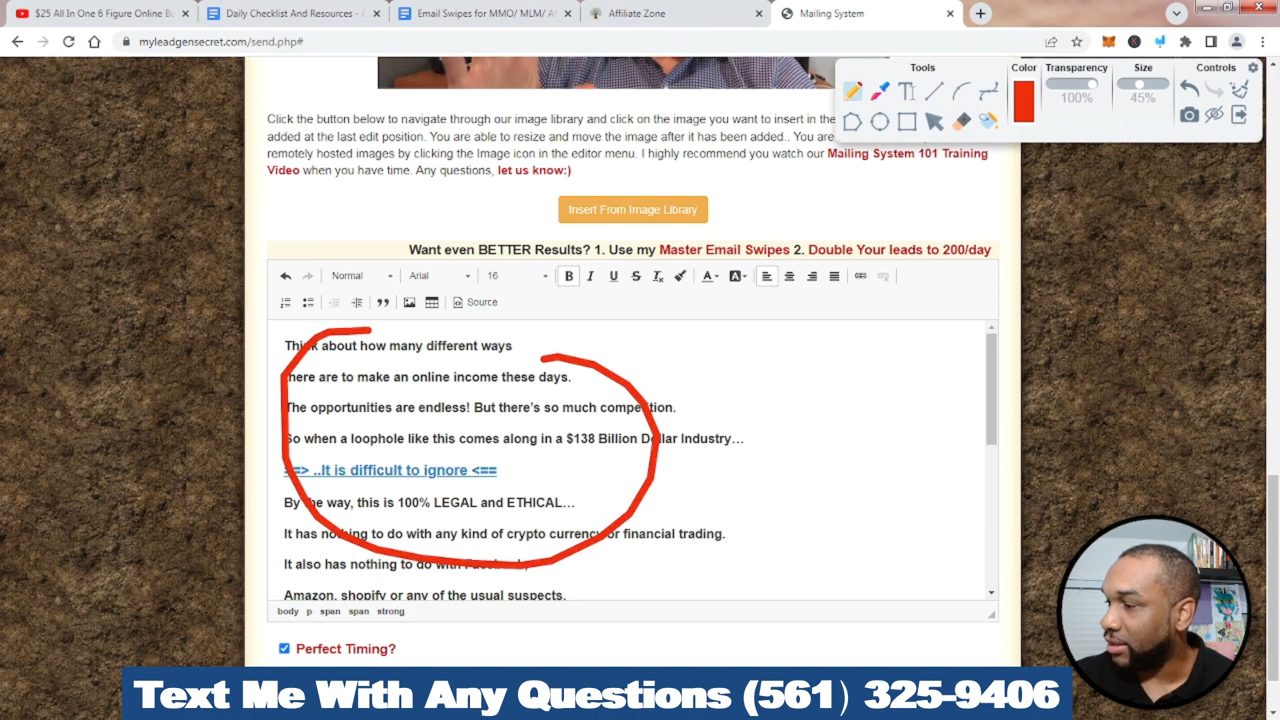 $25 All In One 6 Figure Online Bu
Daily Checklist And Resources - G
Email Swipes for MMO/ MLM/ A
Affiliate Zone
Mailing System
myleadgensecret.com/send.php#
Tools
Color
Transparency
Size
Controls
100%
45%
Click the button below to navigate through our image library and click on the image you want to insert in the
added at the last edit position. You are able to resize and move the image after it has been added.. You are
remotely hosted images by clicking the Image icon in the editor menu. I highly recommend you watch our Mailing System 101 Training
Video when you have time. Any questions, let us know:)
Insert From Image Library
Want even BETTER Results? 1. Use my Master Email Swipes 2. Double Your leads to 200/day
Normal
Arial
16
Source
Think about how many different ways
there are to make an online income these days.
The opportunities are endless! But there's so much competition.
So when a loophole like this comes along in a $138 Billion Dollar Industry…
==> ..It is difficult to ignore <==
By the way, this is 100% LEGAL and ETHICAL…
It has nothing to do with any kind of crypto currency or financial trading.
It also has nothing to do with Facebook,
Amazon, shopify or any of the usual suspects.
body p span span strong
Perfect Timing?
Text Me With Any Questions (561) 325-9406